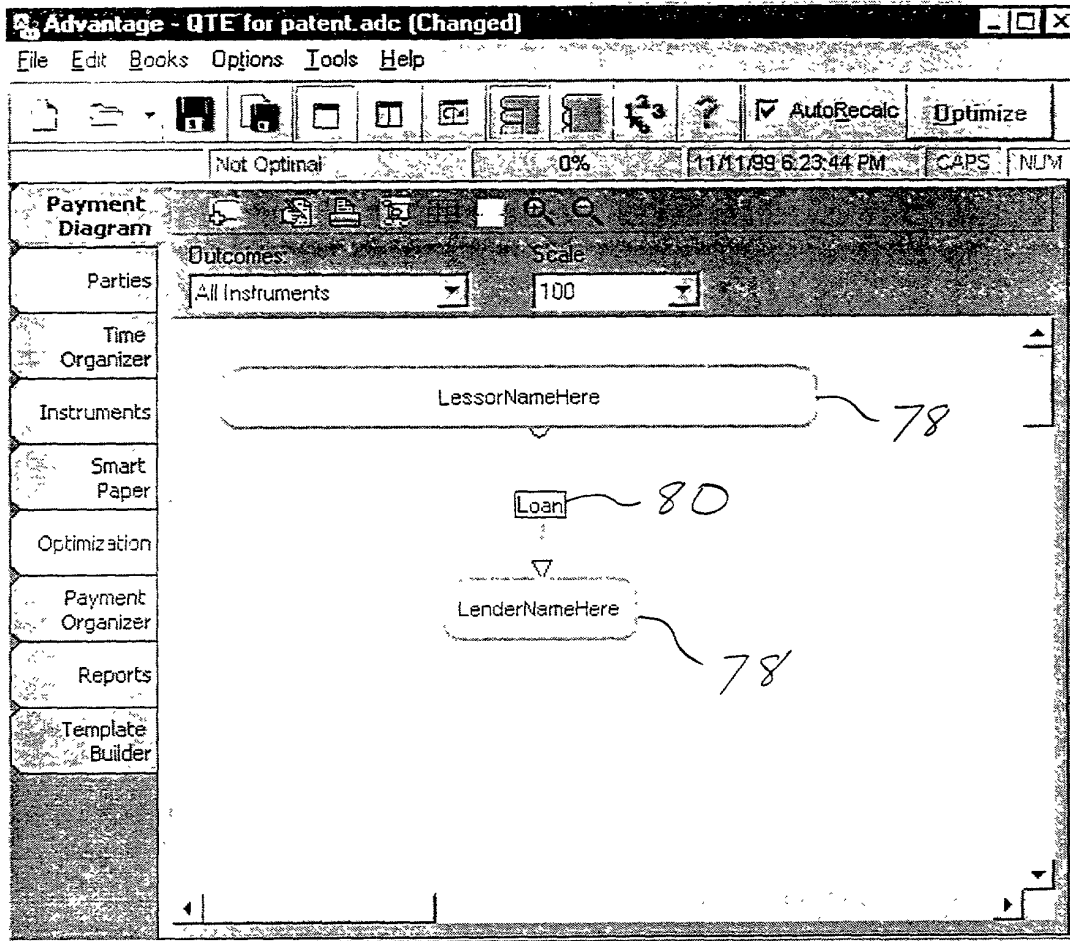 Advantage - QTE for patent.adc (Changed)
File Edit Books Options Tools Help
AutoRecalc Optimize
Not Optimal 0% 11/11/99 6:23:44 PM CAPS NUM
Payment
Diagram
Parties
Time
Organizer
Instruments
Smart
Paper
Optimization
Payment
Organizer
Reports
Template
Builder
Outcomes: Scale
All Instruments 100
LessorNameHere
78
Loan
80
LenderNameHere
78